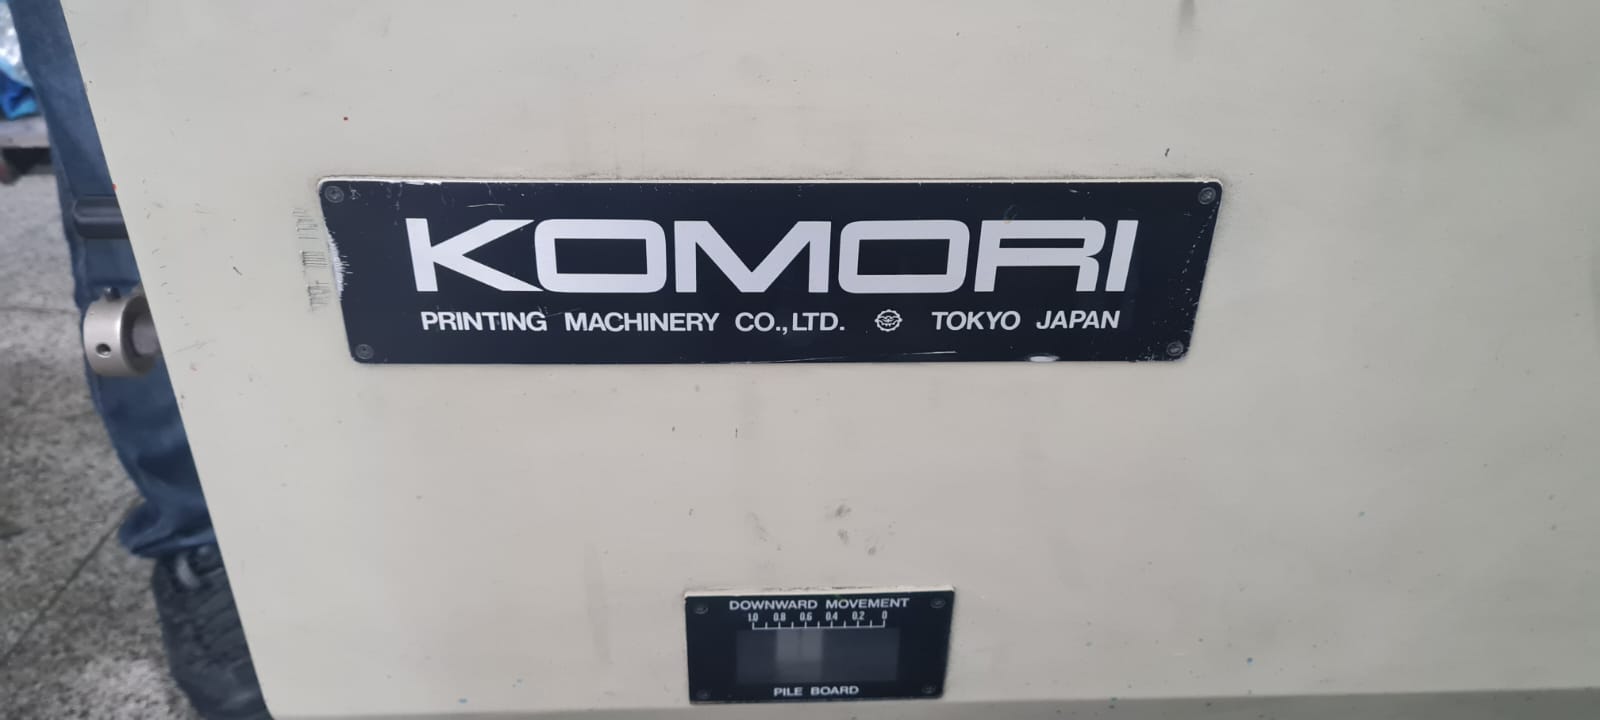 KOMORI
PRINTING MACHINERY CO., LTD. TOKYO JAPAN
DOWNWARD MOVEMENT
1.0 0.8 0.6 0.4 0.2 0
PILE BOARD